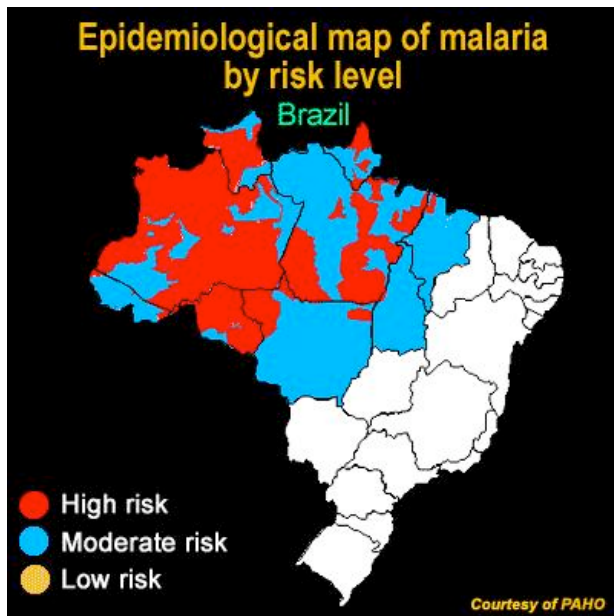 Epidemiological map of malaria
by risk level
Brazil
High risk
Moderate risk
Low risk
Courtesy of PAHO